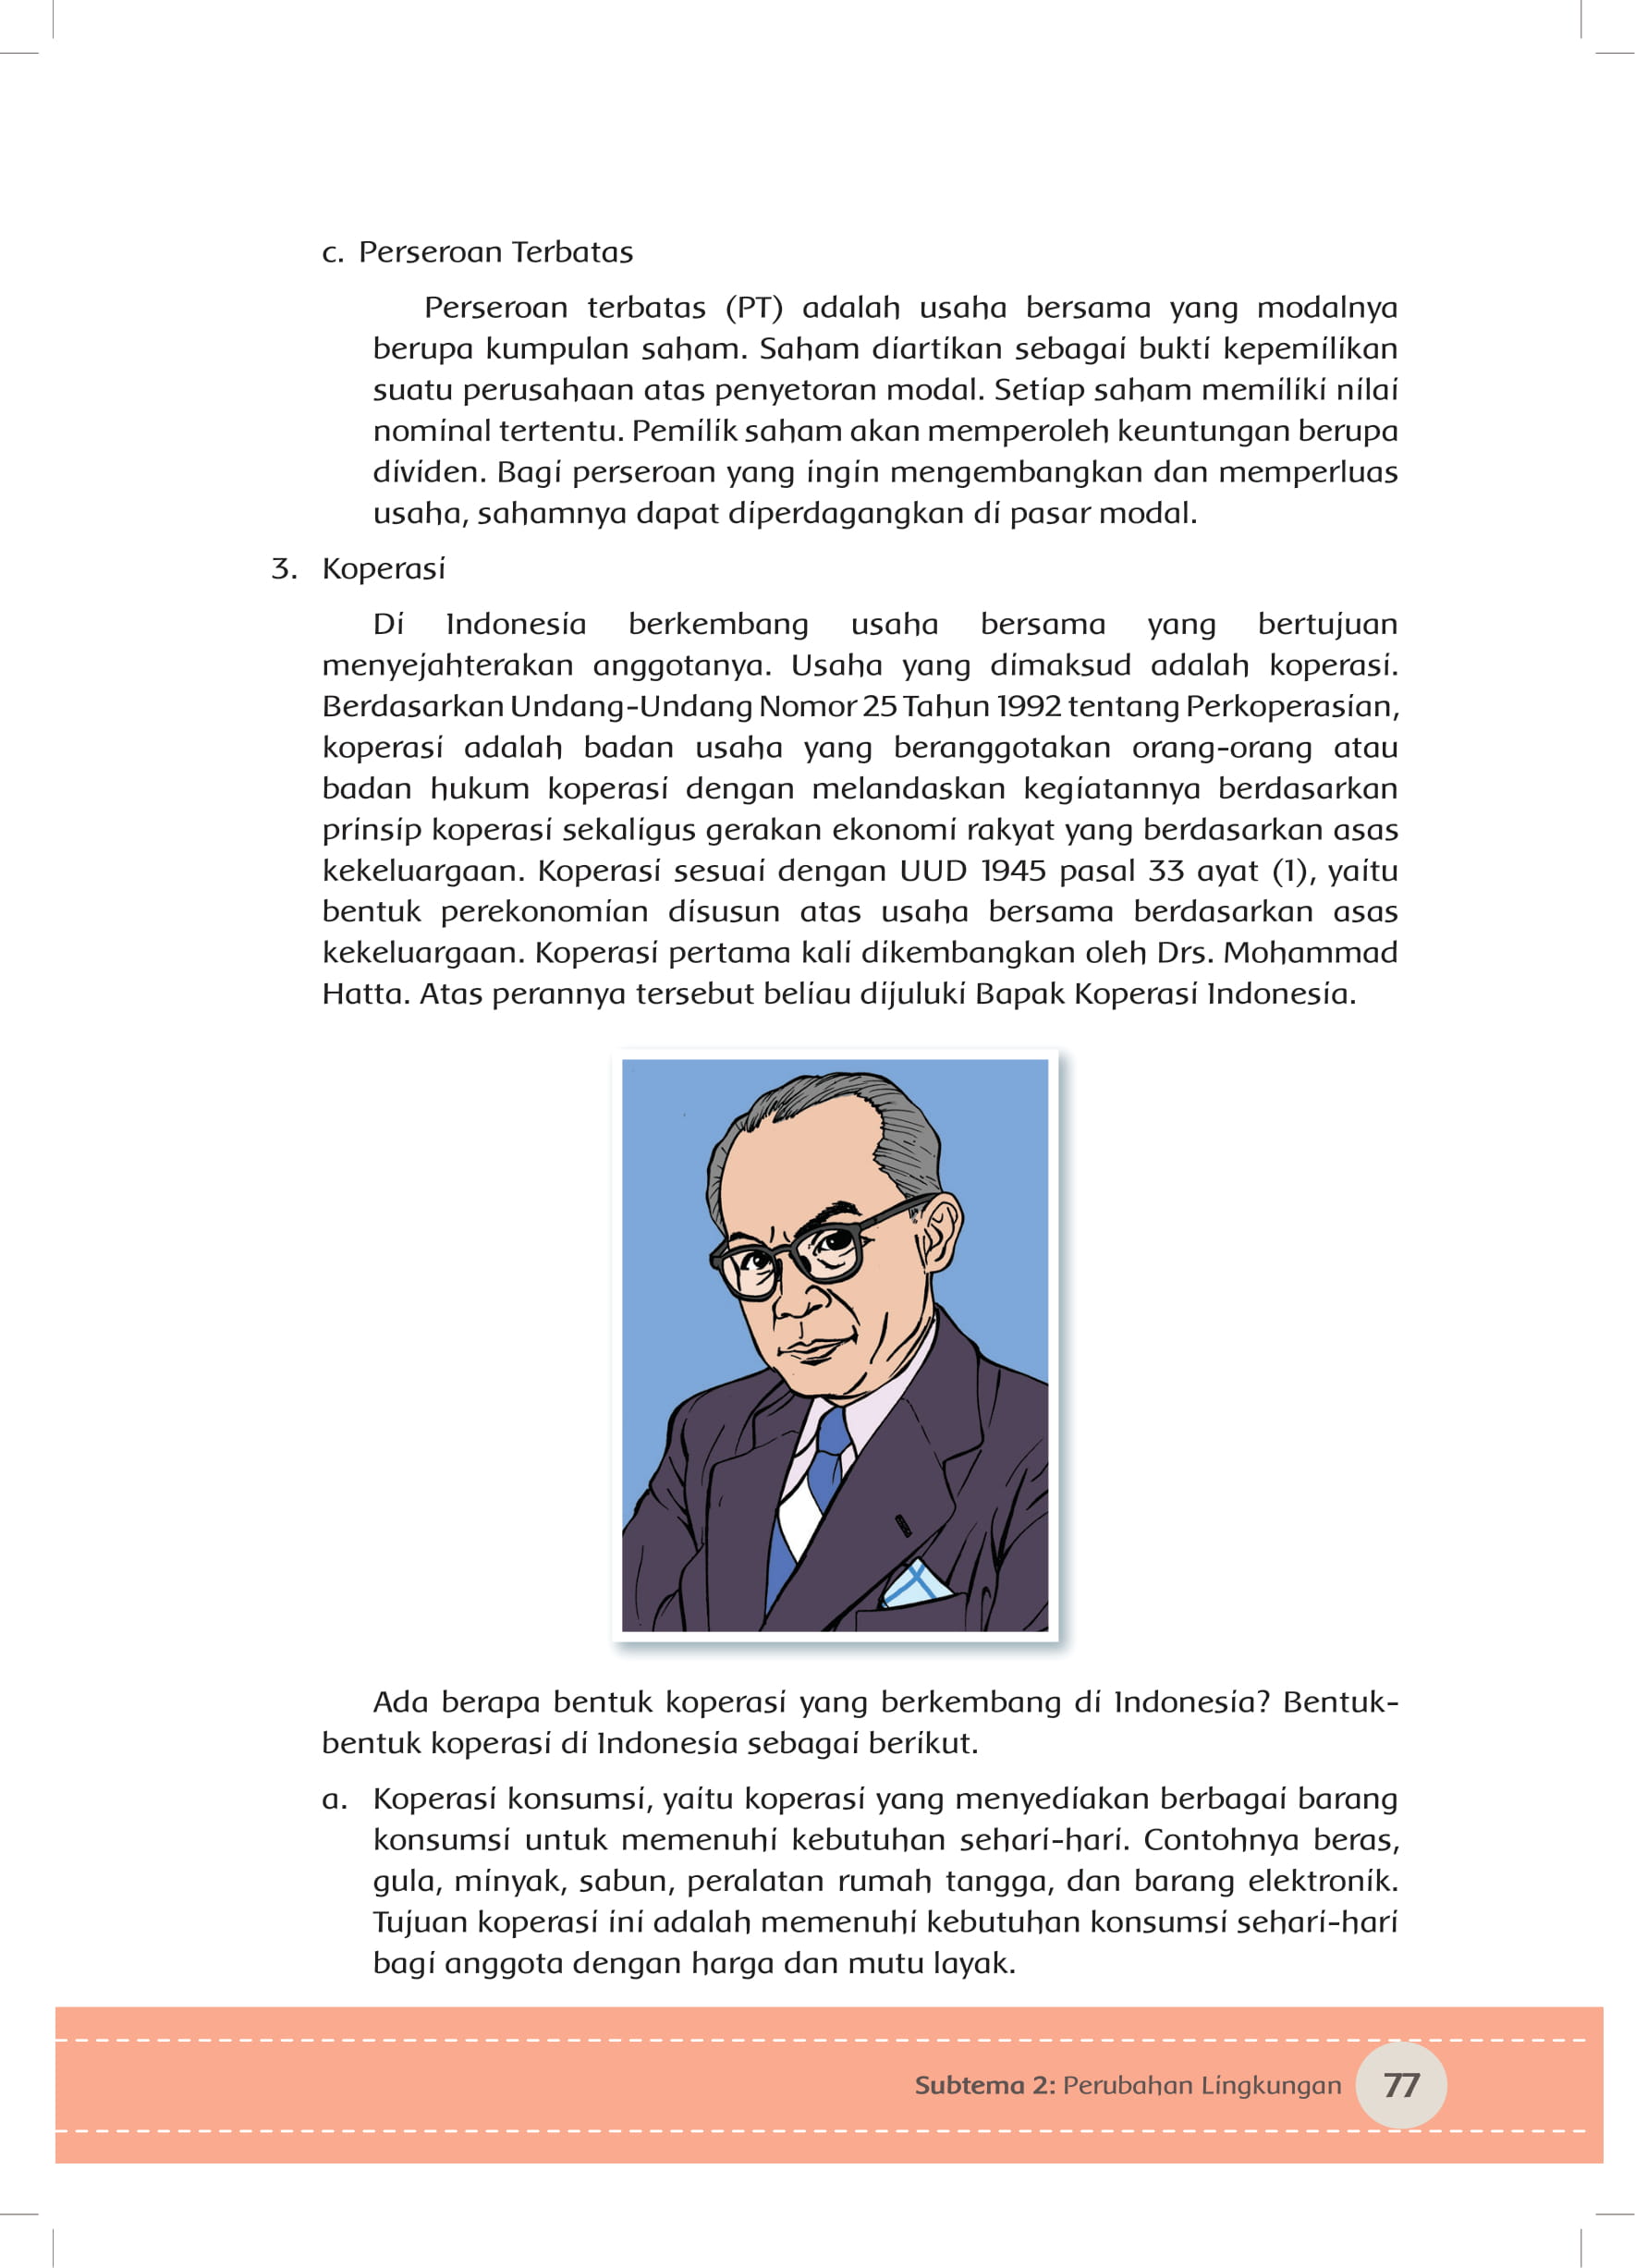 c. Perseroan Terbatas
Perseroan terbatas (PT) adalah usaha bersama yang modalnya
berupa kumpulan saham. Saham diartikan sebagai bukti kepemilikan
suatu perusahaan atas penyetoran modal. Setiap saham memiliki nilai
nominal tertentu. Pemilik saham akan memperoleh keuntungan berupa
dividen. Bagi perseroan yang ingin mengembangkan dan memperluas
usaha, sahamnya dapat diperdagangkan di pasar modal.
3. Koperasi
Di Indonesia berkembang usaha bersama yang bertujuan
menyejahterakan anggotanya. Usaha yang dimaksud adalah koperasi.
Berdasarkan Undang-Undang Nomor 25 Tahun 1992 tentang Perkoperasian,
koperasi adalah badan usaha yang beranggotakan orang-orang atau
badan hukum koperasi dengan melandaskan kegiatannya berdasarkan
prinsip koperasi sekaligus gerakan ekonomi rakyat yang berdasarkan asas
kekeluargaan. Koperasi sesuai dengan UUD 1945 pasal 33 ayat (1), yaitu
bentuk perekonomian disusun atas usaha bersama berdasarkan asas
kekeluargaan. Koperasi pertama kali dikembangkan oleh Drs. Mohammad
Hatta. Atas perannya tersebut beliau dijuluki Bapak Koperasi Indonesia.
Ada berapa bentuk koperasi yang berkembang di Indonesia? Bentuk-
bentuk koperasi di Indonesia sebagai berikut.
a. Koperasi konsumsi, yaitu koperasi yang menyediakan berbagai barang
konsumsi untuk memenuhi kebutuhan sehari-hari. Contohnya beras,
gula, minyak, sabun, peralatan rumah tangga, dan barang elektronik.
Tujuan koperasi ini adalah memenuhi kebutuhan konsumsi sehari-hari
bagi anggota dengan harga dan mutu layak.
Subtema 2: Perubahan Lingkungan 77